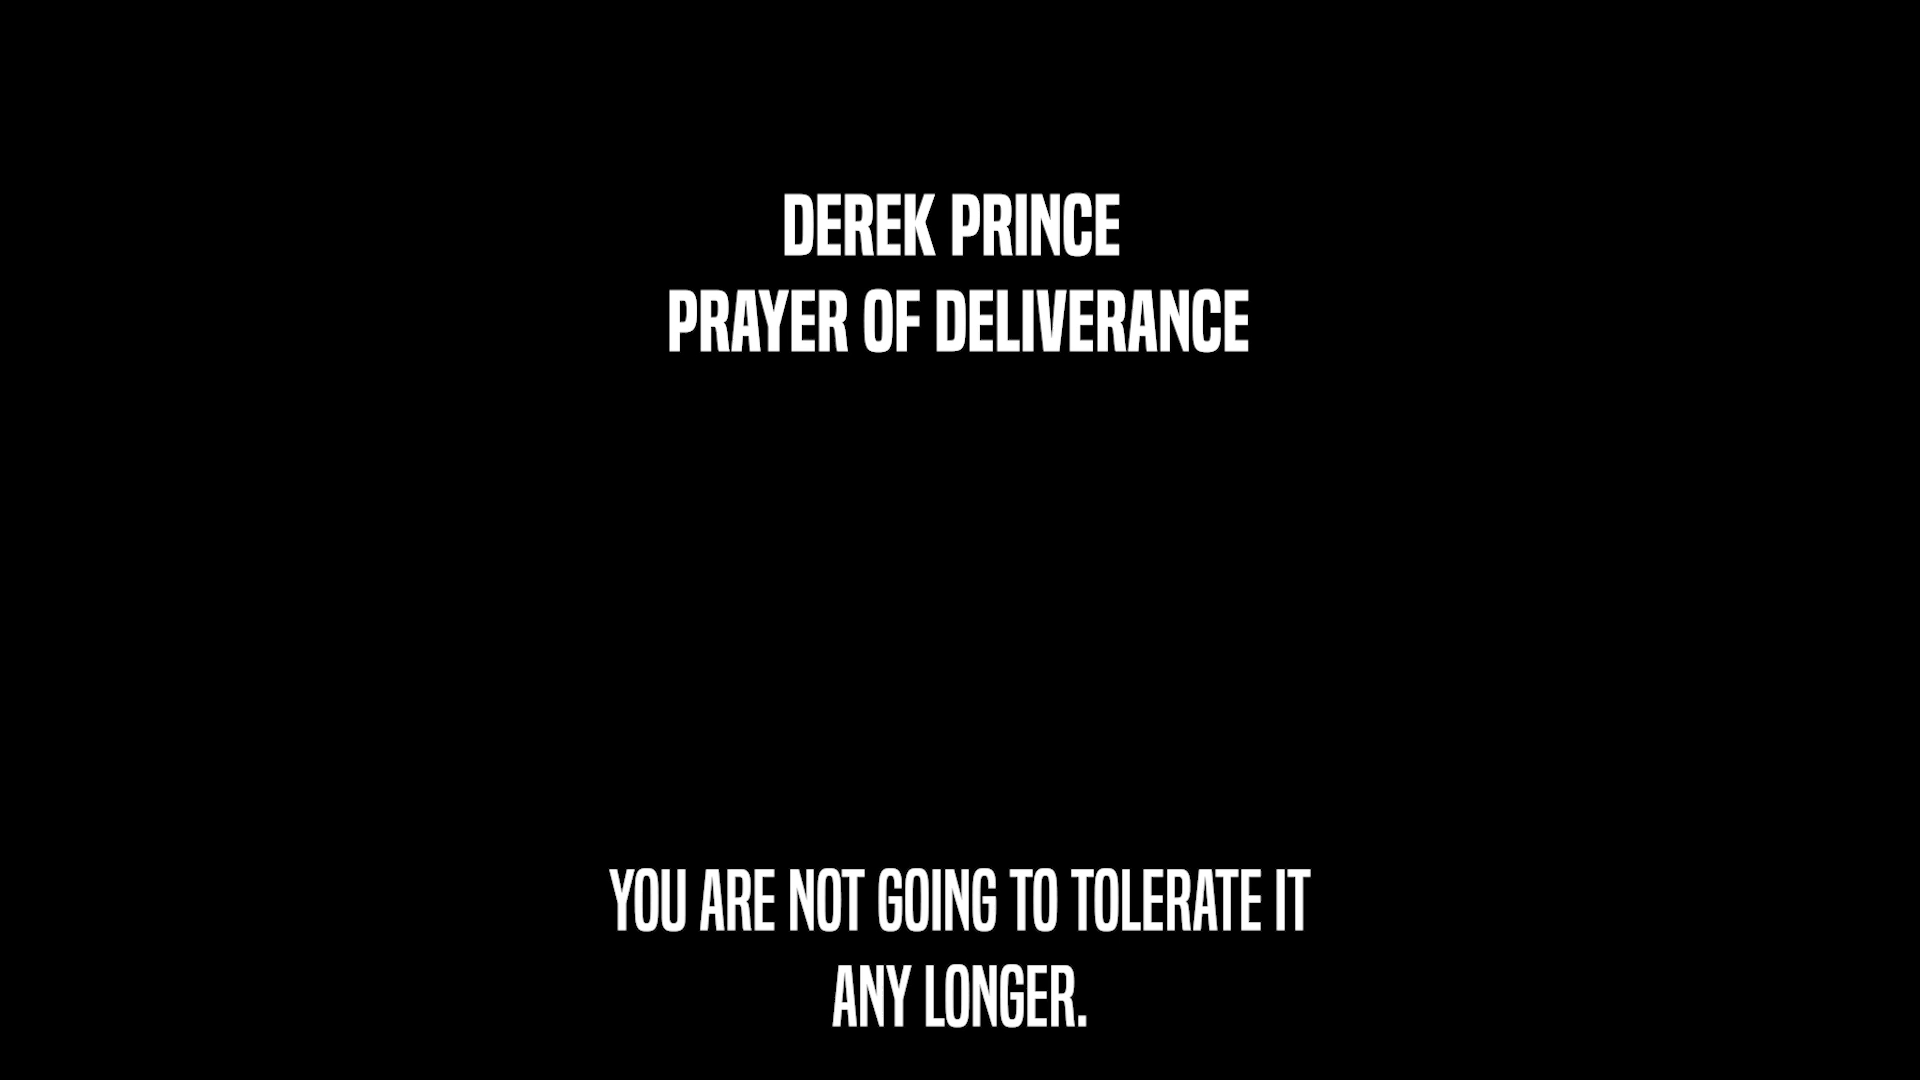 DEREK PRINCE
PRAYER OF DELIVERANCE
YOU ARE NOT GOING TO TOLERATE IT
ANY LONGER.